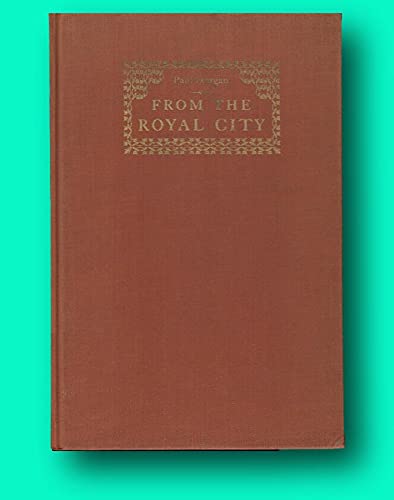 Paul Horgan
FROM THE
ROYAL CITY